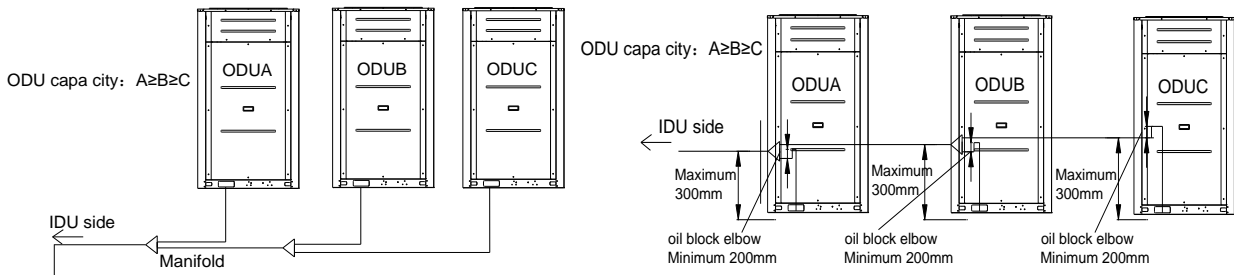 ODU capa city：A≥B≥C
ODUA
ODUB
ODUC
IDU side
Manifold
ODU capa city：A≥B≥C
ODUA
ODUB
ODUC
IDU side
Maximum
300mm
Maximum
300mm
Maximum
300mm
oil block elbow
Minimum 200mm
oil block elbow
Minimum 200mm
oil block elbow
Minimum 200mm